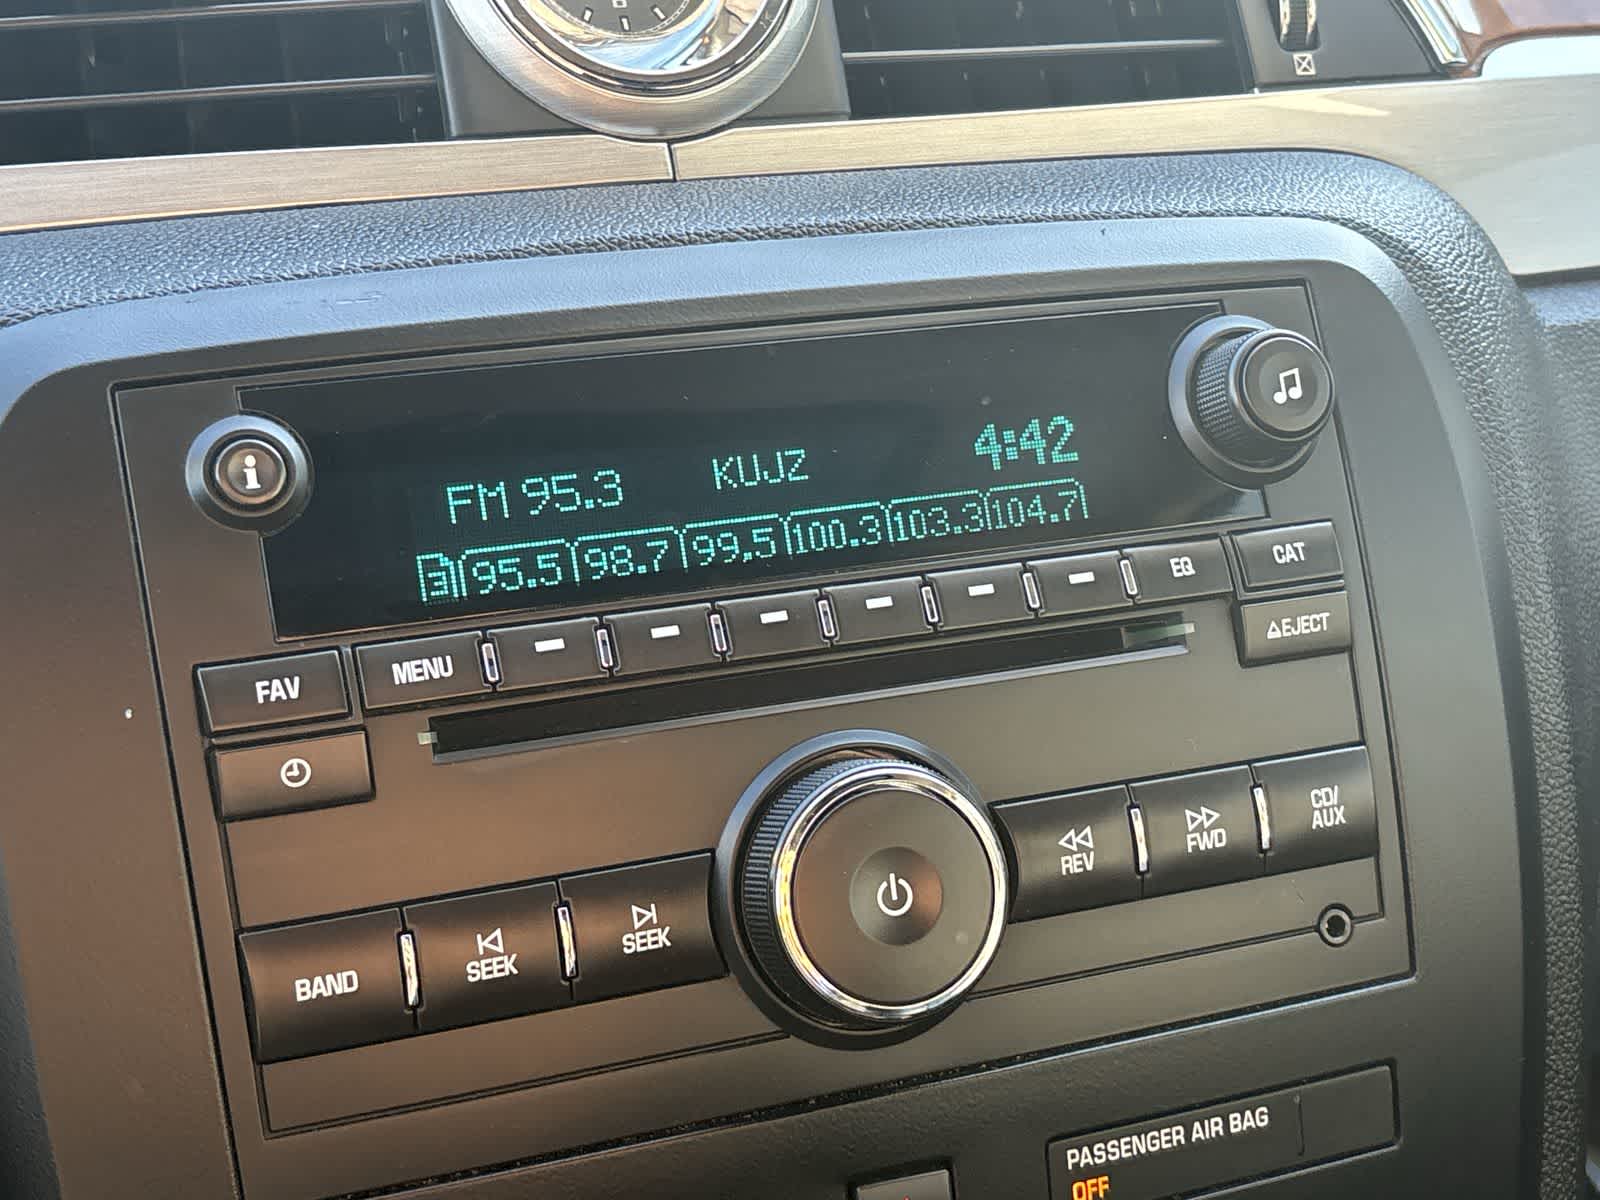 4:42
FM 95.3 KUJZ
3 95.5 98.7 99.5 100.3 103.3 104.7
FAV MENU EQ CAT
EJECT
BAND SEEK SEEK REV FWD CD/
AUX
PASSENGER AIR BAG
OFF